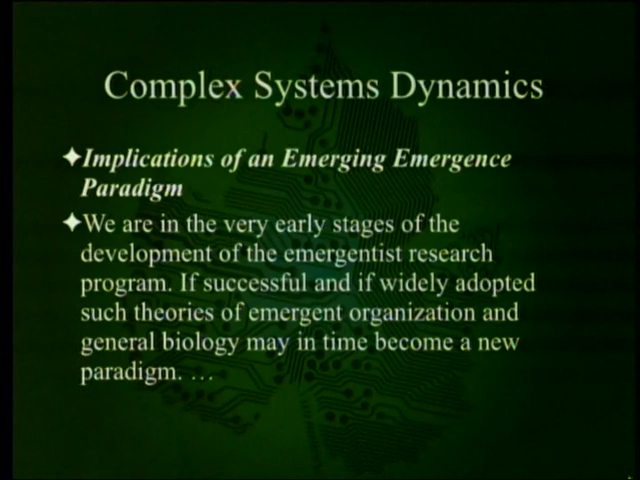 Complex Systems Dynamics
✦Implications of an Emerging Emergence
Paradigm
✦We are in the very early stages of the
development of the emergentist research
program. If successful and if widely adopted
such theories of emergent organization and
general biology may in time become a new
paradigm. …